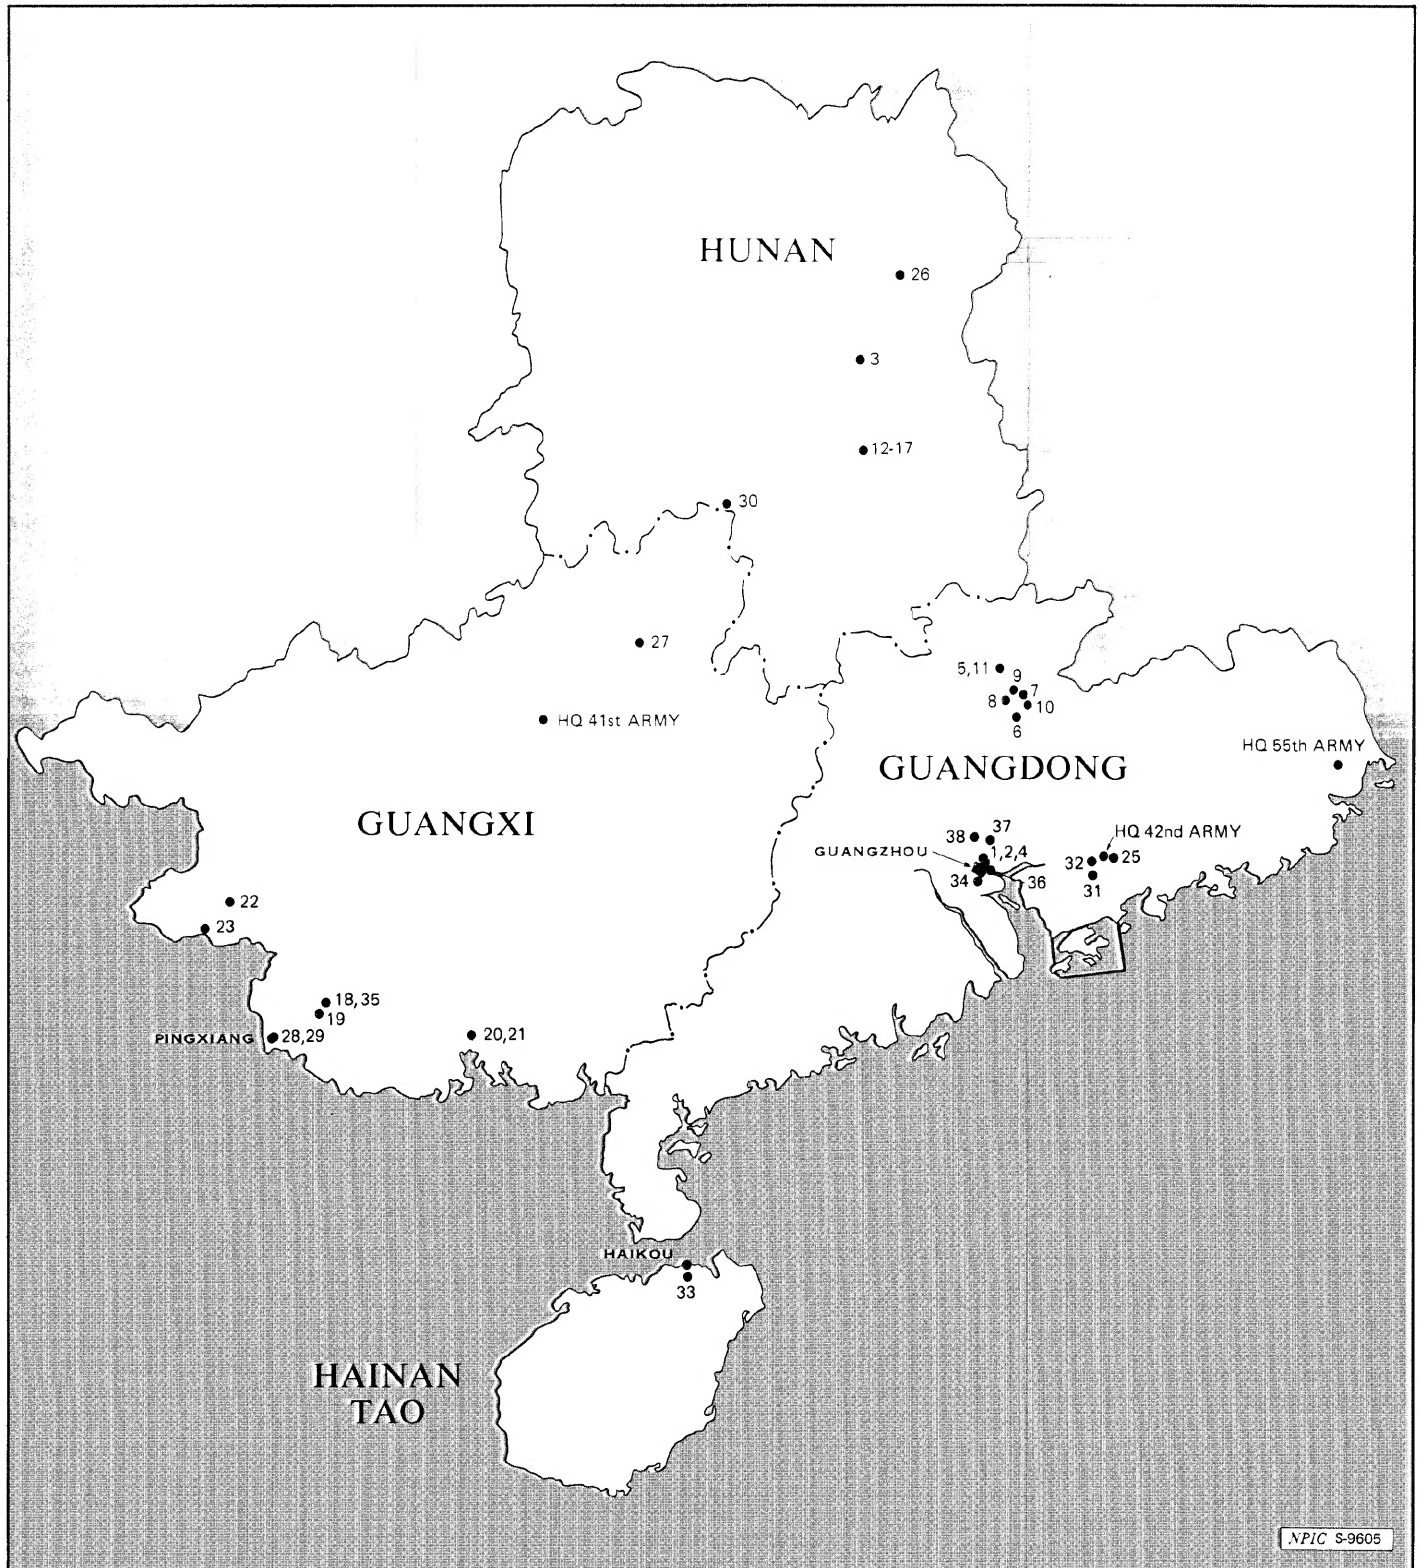 HUNAN
26
3
12-17
30
27
5,11
9
7
8
10
6
HQ 41st ARMY
HQ 55th ARMY
GUANGDONG
GUANGXI
38
37
HQ 42nd ARMY
GUANGZHOU
1,2,4
32
25
34
36
31
22
23
18,35
19
PINGXIANG
28,29
20,21
HAIKOU
33
HAINAN
TAO
NPIC S-9605